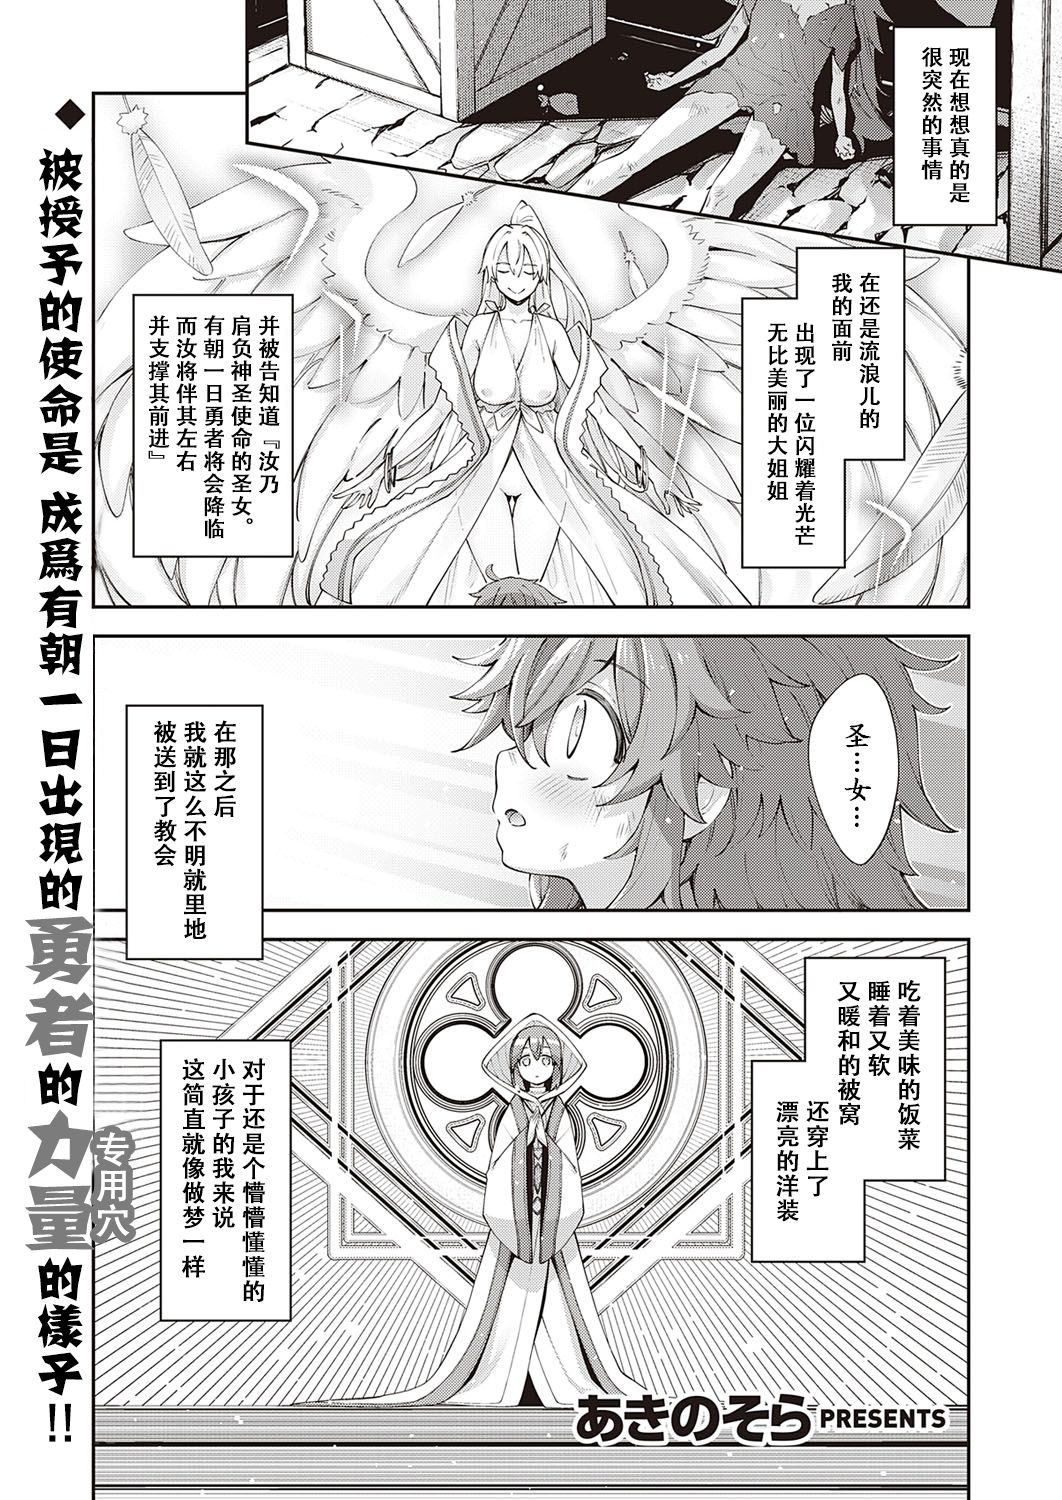 现在想想真的是
很突然的事情
在还是流浪儿的
我的面前
出现了一位闪耀着光芒
无比美丽的大姐姐
并被告知道『汝乃
肩负神圣使命的圣女。
有朝一日勇者将会降临
而汝将伴其左右
并支撑其前进』
圣…女…
在那之后
我就这么不明就里地
被送到了教会
吃着美味的饭菜
睡着又软
又暖和的被窝
还穿上了
漂亮的洋装
对于还是个懵懵懂懂的
小孩子的我来说
这简直就像做梦一样
◆被授予的使命是 成爲有朝一日出現的勇者的力量的樣子!!
专用穴
あきのそら PRESENTS